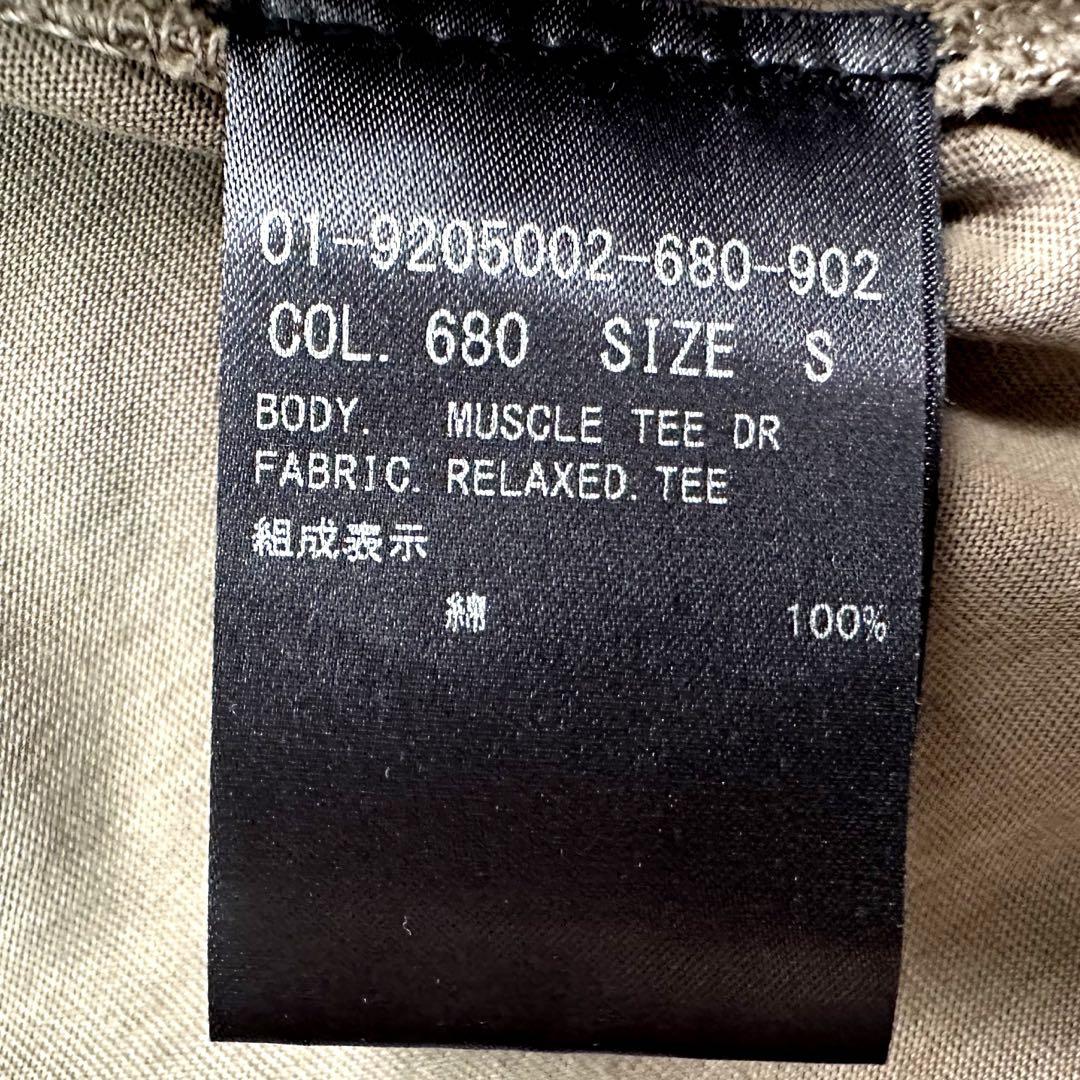 01-9205002-680-902
COL. 680 SIZE S
BODY. MUSCLE TEE DR
FABRIC. RELAXED. TEE
組成表示
綿 100%